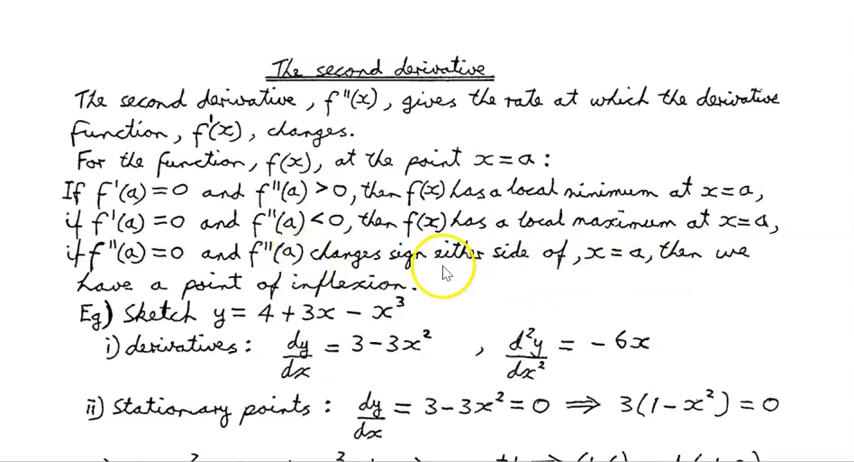 The second derivative
The second derivative, f"(x), gives the rate at which the derivative
function, f'(x), changes.
For the function, f(x), at the point x=a:
If f'(a)=0 and f"(a)>0, then f(x) has a local minimum at x=a,
if f'(a)=0 and f"(a)<0, then f(x) has a local maximum at x=a,
if f"(a)=0 and f"(a) changes sign either side of, x=a, then we
have a point of inflexion.
Eg) Sketch y = 4 + 3x - x³
i) derivatives: dy/dx = 3-3x² , d²y/dx² = -6x
ii) Stationary points: dy/dx = 3-3x²=0 ⟹ 3(1-x²)=0